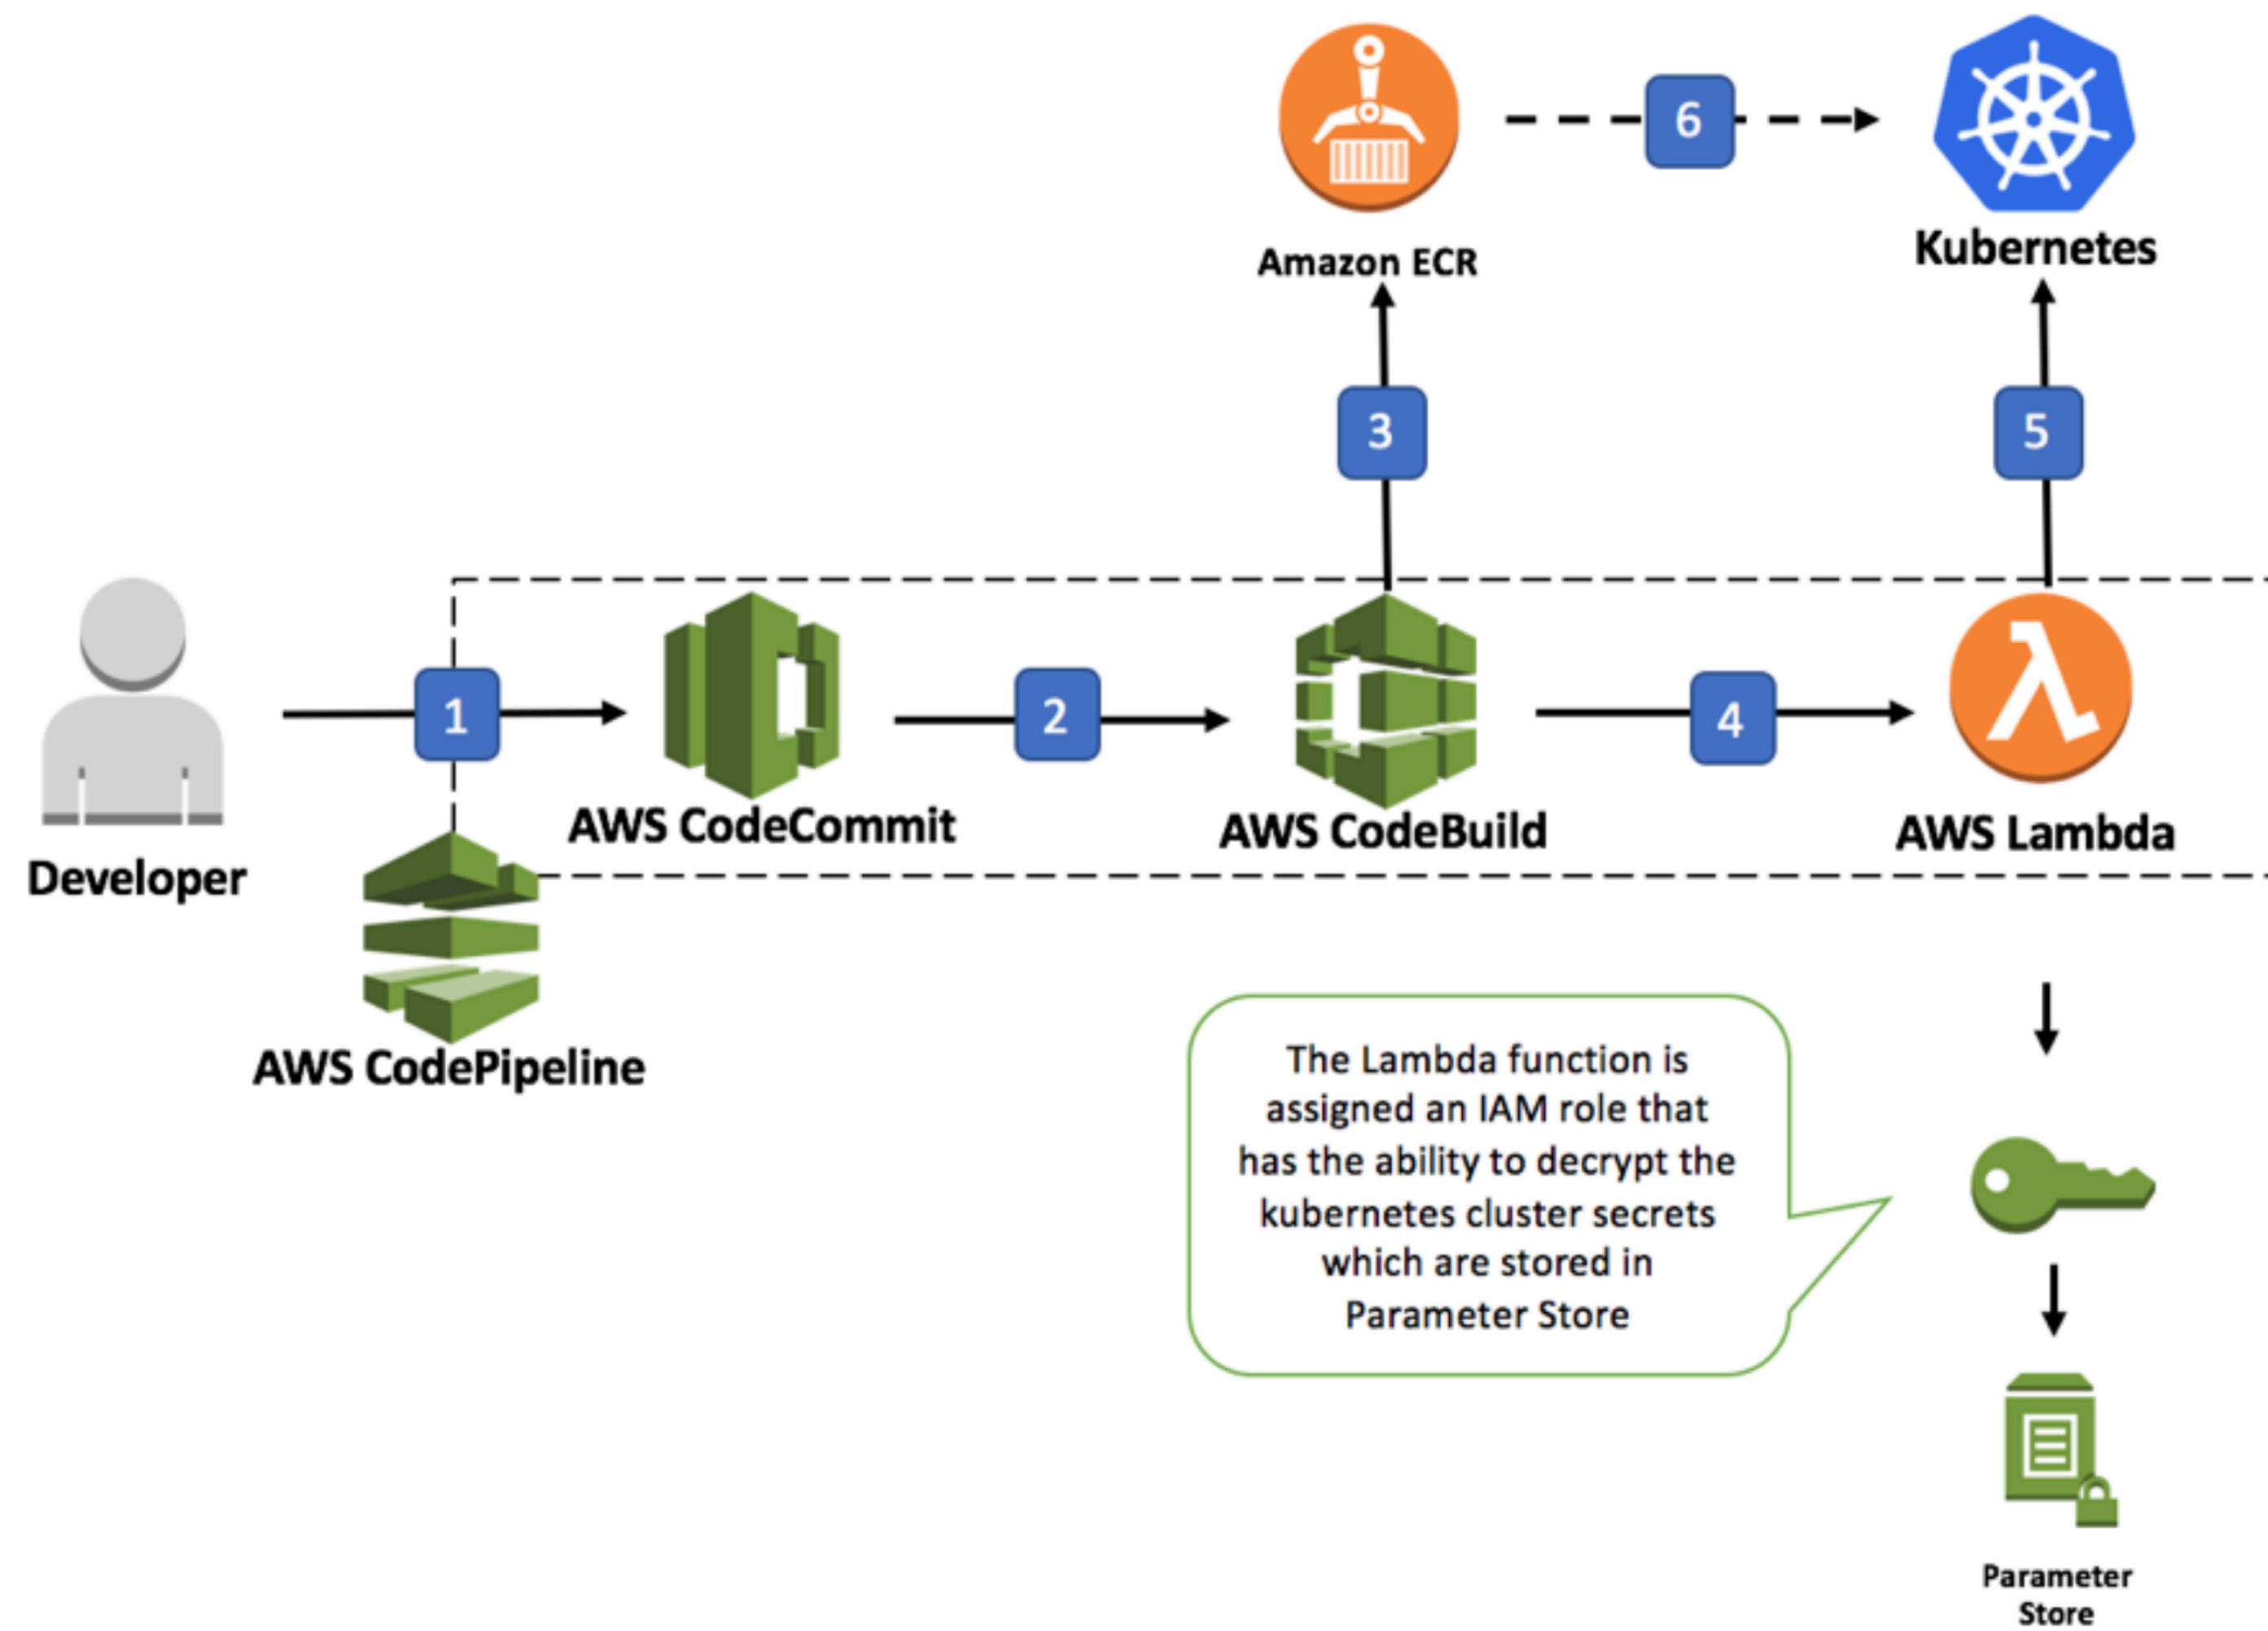 6
Amazon ECR
Kubernetes
3
5
1
2
4
AWS CodeCommit
AWS CodeBuild
AWS Lambda
Developer
AWS CodePipeline
The Lambda function is
assigned an IAM role that
has the ability to decrypt the
kubernetes cluster secrets
which are stored in
Parameter Store
Parameter
Store